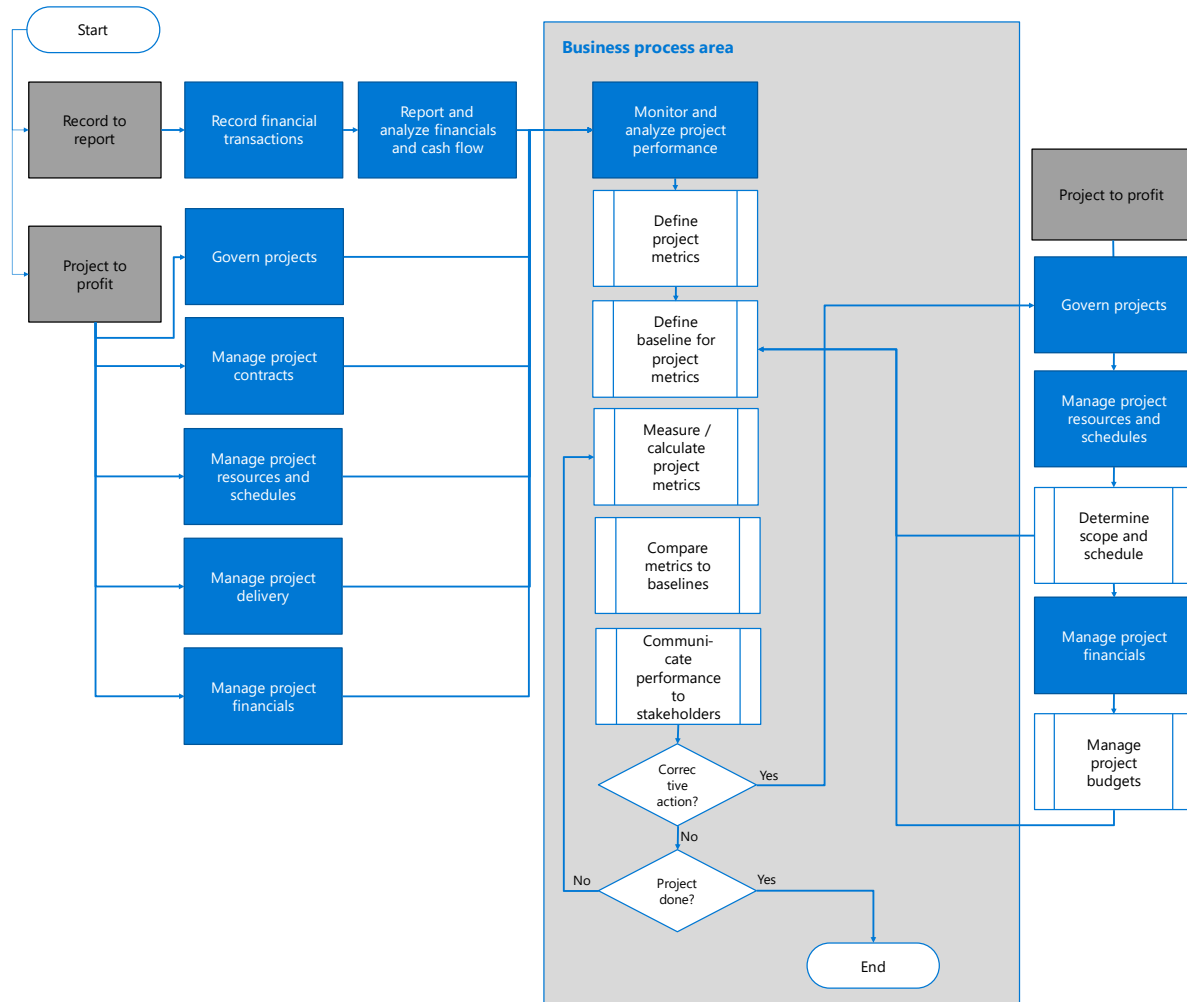 Start
Business process area
Record to
report
Record financial
transactions
Report and
analyze financials
and cash flow
Monitor and
analyze project
performance
Project to
profit
Govern projects
Manage project
contracts
Manage project
resources and
schedules
Manage project
delivery
Manage project
financials
Define
project
metrics
Define
baseline for
project
metrics
Measure /
calculate
project
metrics
Compare
metrics to
baselines
Communi-
cate
performance
to
stakeholders
Correc
tive
action?
Yes
No
Project
done?
No
Yes
End
Project to profit
Govern projects
Manage project
resources and
schedules
Determine
scope and
schedule
Manage project
financials
Manage
project
budgets